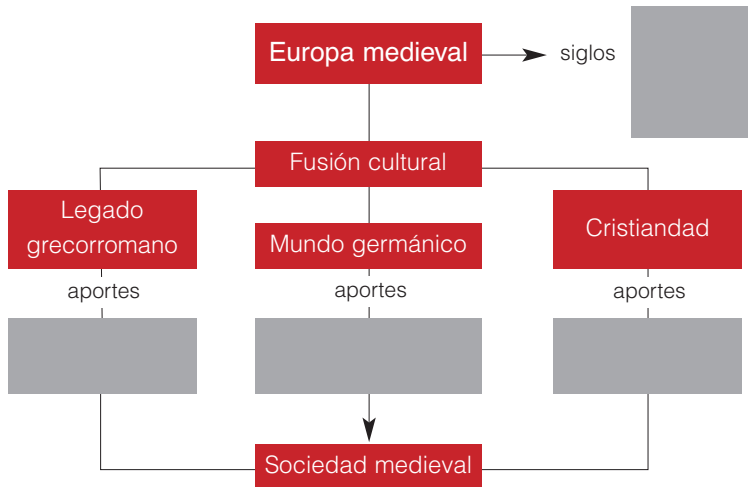 Europa medieval
siglos
Fusión cultural
Legado
grecorromano
Mundo germánico
Cristiandad
aportes
aportes
aportes
Sociedad medieval